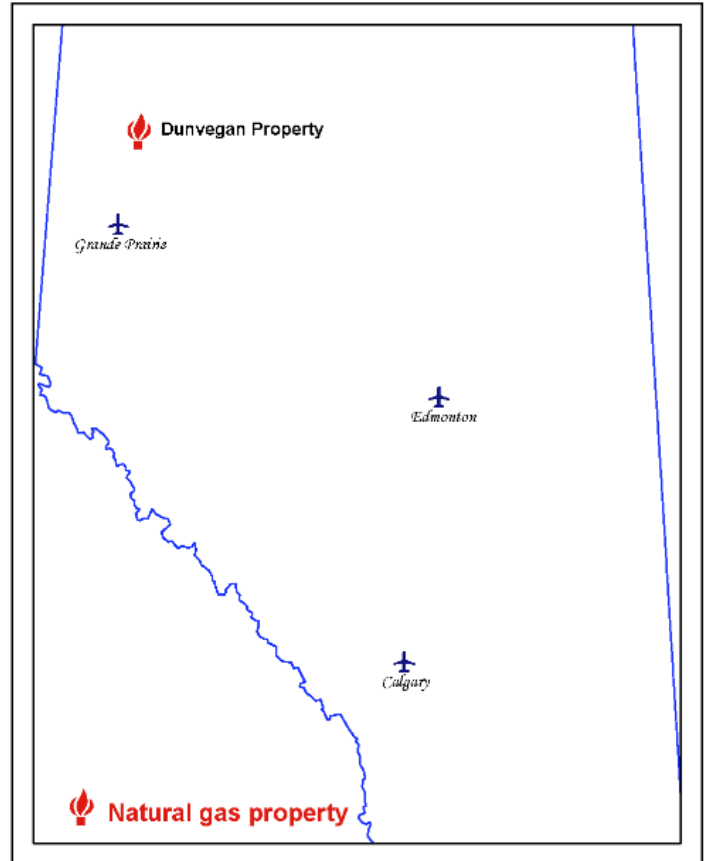 Dunvegan Property
Grande Prairie
Edmonton
Calgary
Natural gas property